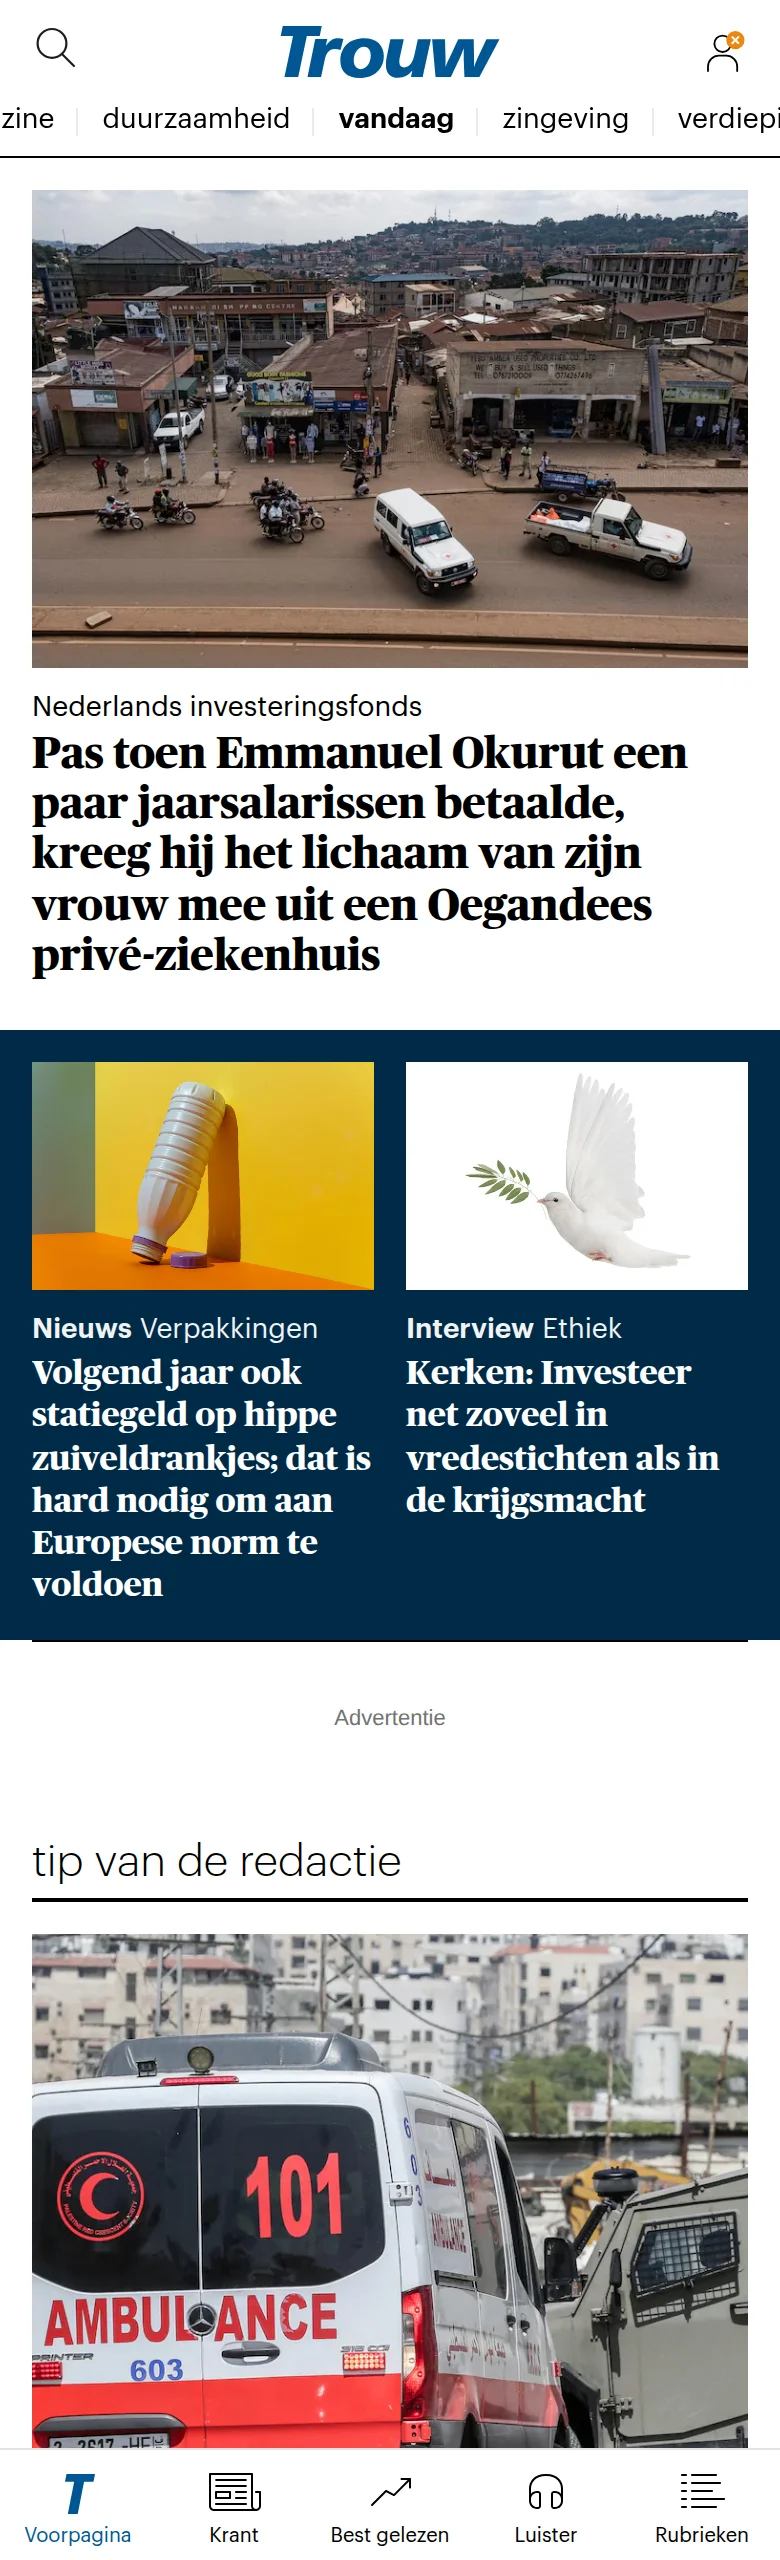 Trouw
zine
duurzaamheid
vandaag
zingeving
verdiepi
Nederlands investeringsfonds
Pas toen Emmanuel Okurut een
paar jaarsalarissen betaalde,
kreeg hij het lichaam van zijn
vrouw mee uit een Oegandees
privé-ziekenhuis
Nieuws Verpakkingen
Volgend jaar ook
statiegeld op hippe
zuiveldrankjes; dat is
hard nodig om aan
Europese norm te
voldoen
Interview Ethiek
Kerken: Investeer
net zoveel in
vredestichten als in
de krijgsmacht
Advertentie
tip van de redactie
101
AMBULANCE
603
T
Voorpagina
Krant
Best gelezen
Luister
Rubrieken